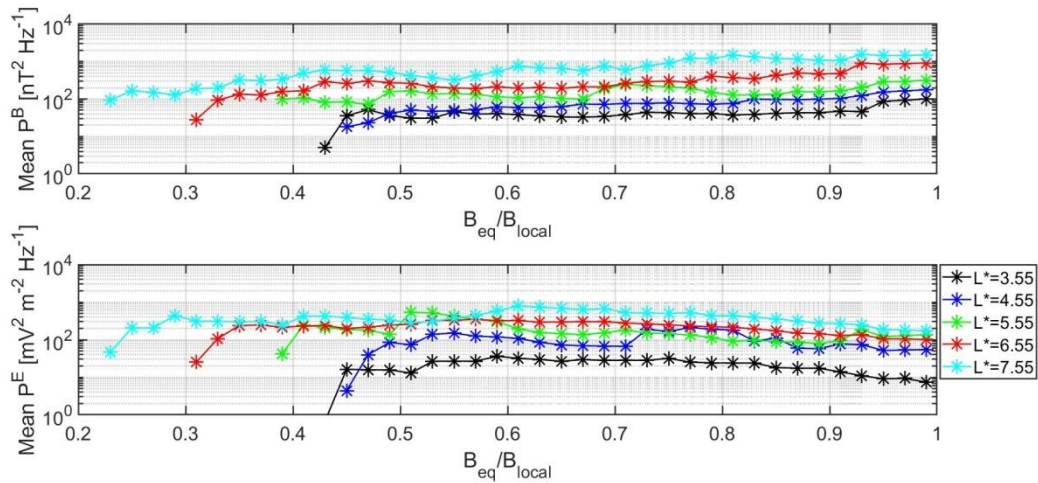 10^4
10^2
10^0
Mean P^B [nT^2 Hz^-1]
0.2 0.3 0.4 0.5 0.6 0.7 0.8 0.9 1
B_eq/B_local
10^4
10^2
10^0
Mean P^E [mV^2 m^-2 Hz^-1]
0.2 0.3 0.4 0.5 0.6 0.7 0.8 0.9 1
B_eq/B_local
L*=3.55
L*=4.55
L*=5.55
L*=6.55
L*=7.55